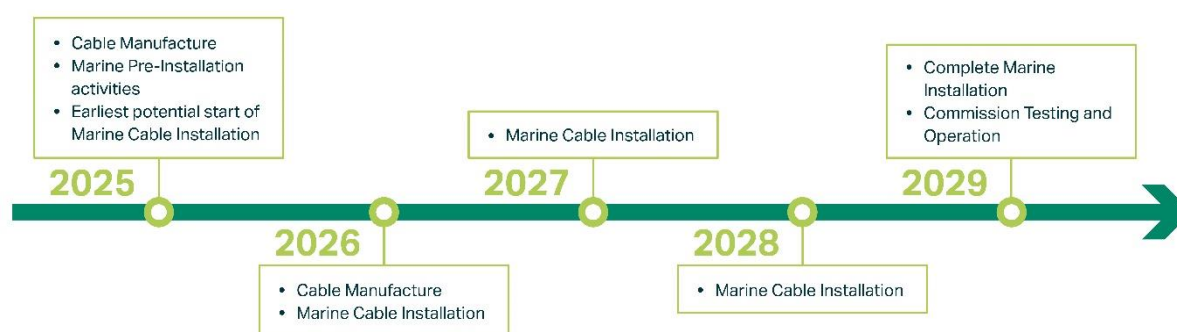 • Cable Manufacture
• Marine Pre-Installation
activities
• Earliest potential start of
Marine Cable Installation
2025
• Cable Manufacture
• Marine Cable Installation
2026
• Marine Cable Installation
2027
• Marine Cable Installation
2028
• Complete Marine
Installation
• Commission Testing and
Operation
2029